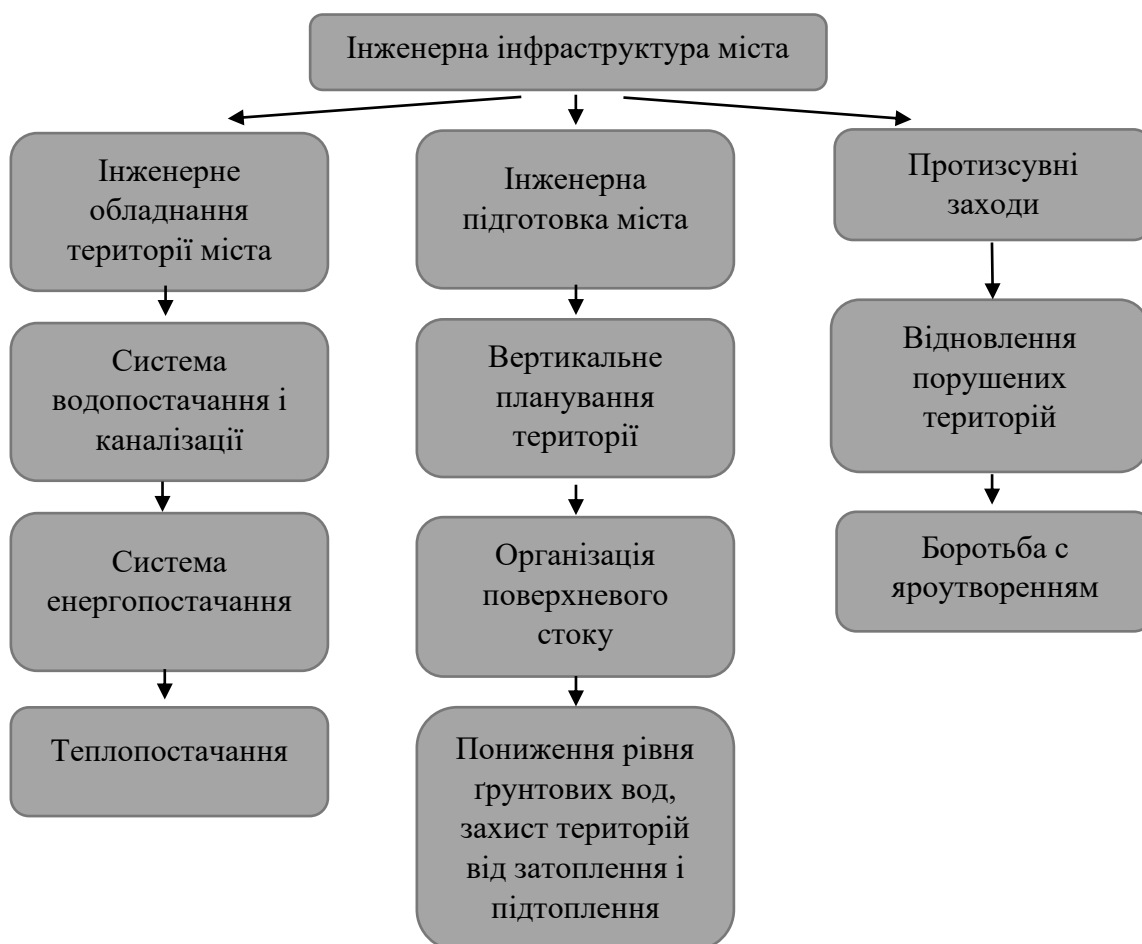 Інженерна інфраструктура міста
Інженерне
обладнання
території міста
Інженерна
підготовка міста
Протизсувні
заходи
Система
водопостачання і
каналізації
Вертикальне
планування
території
Відновлення
порушених
територій
Система
енергопостачання
Організація
поверхневого
стоку
Боротьба с
яроутворенням
Теплопостачання
Пониження рівня
ґрунтових вод,
захист територій
від затоплення і
підтоплення